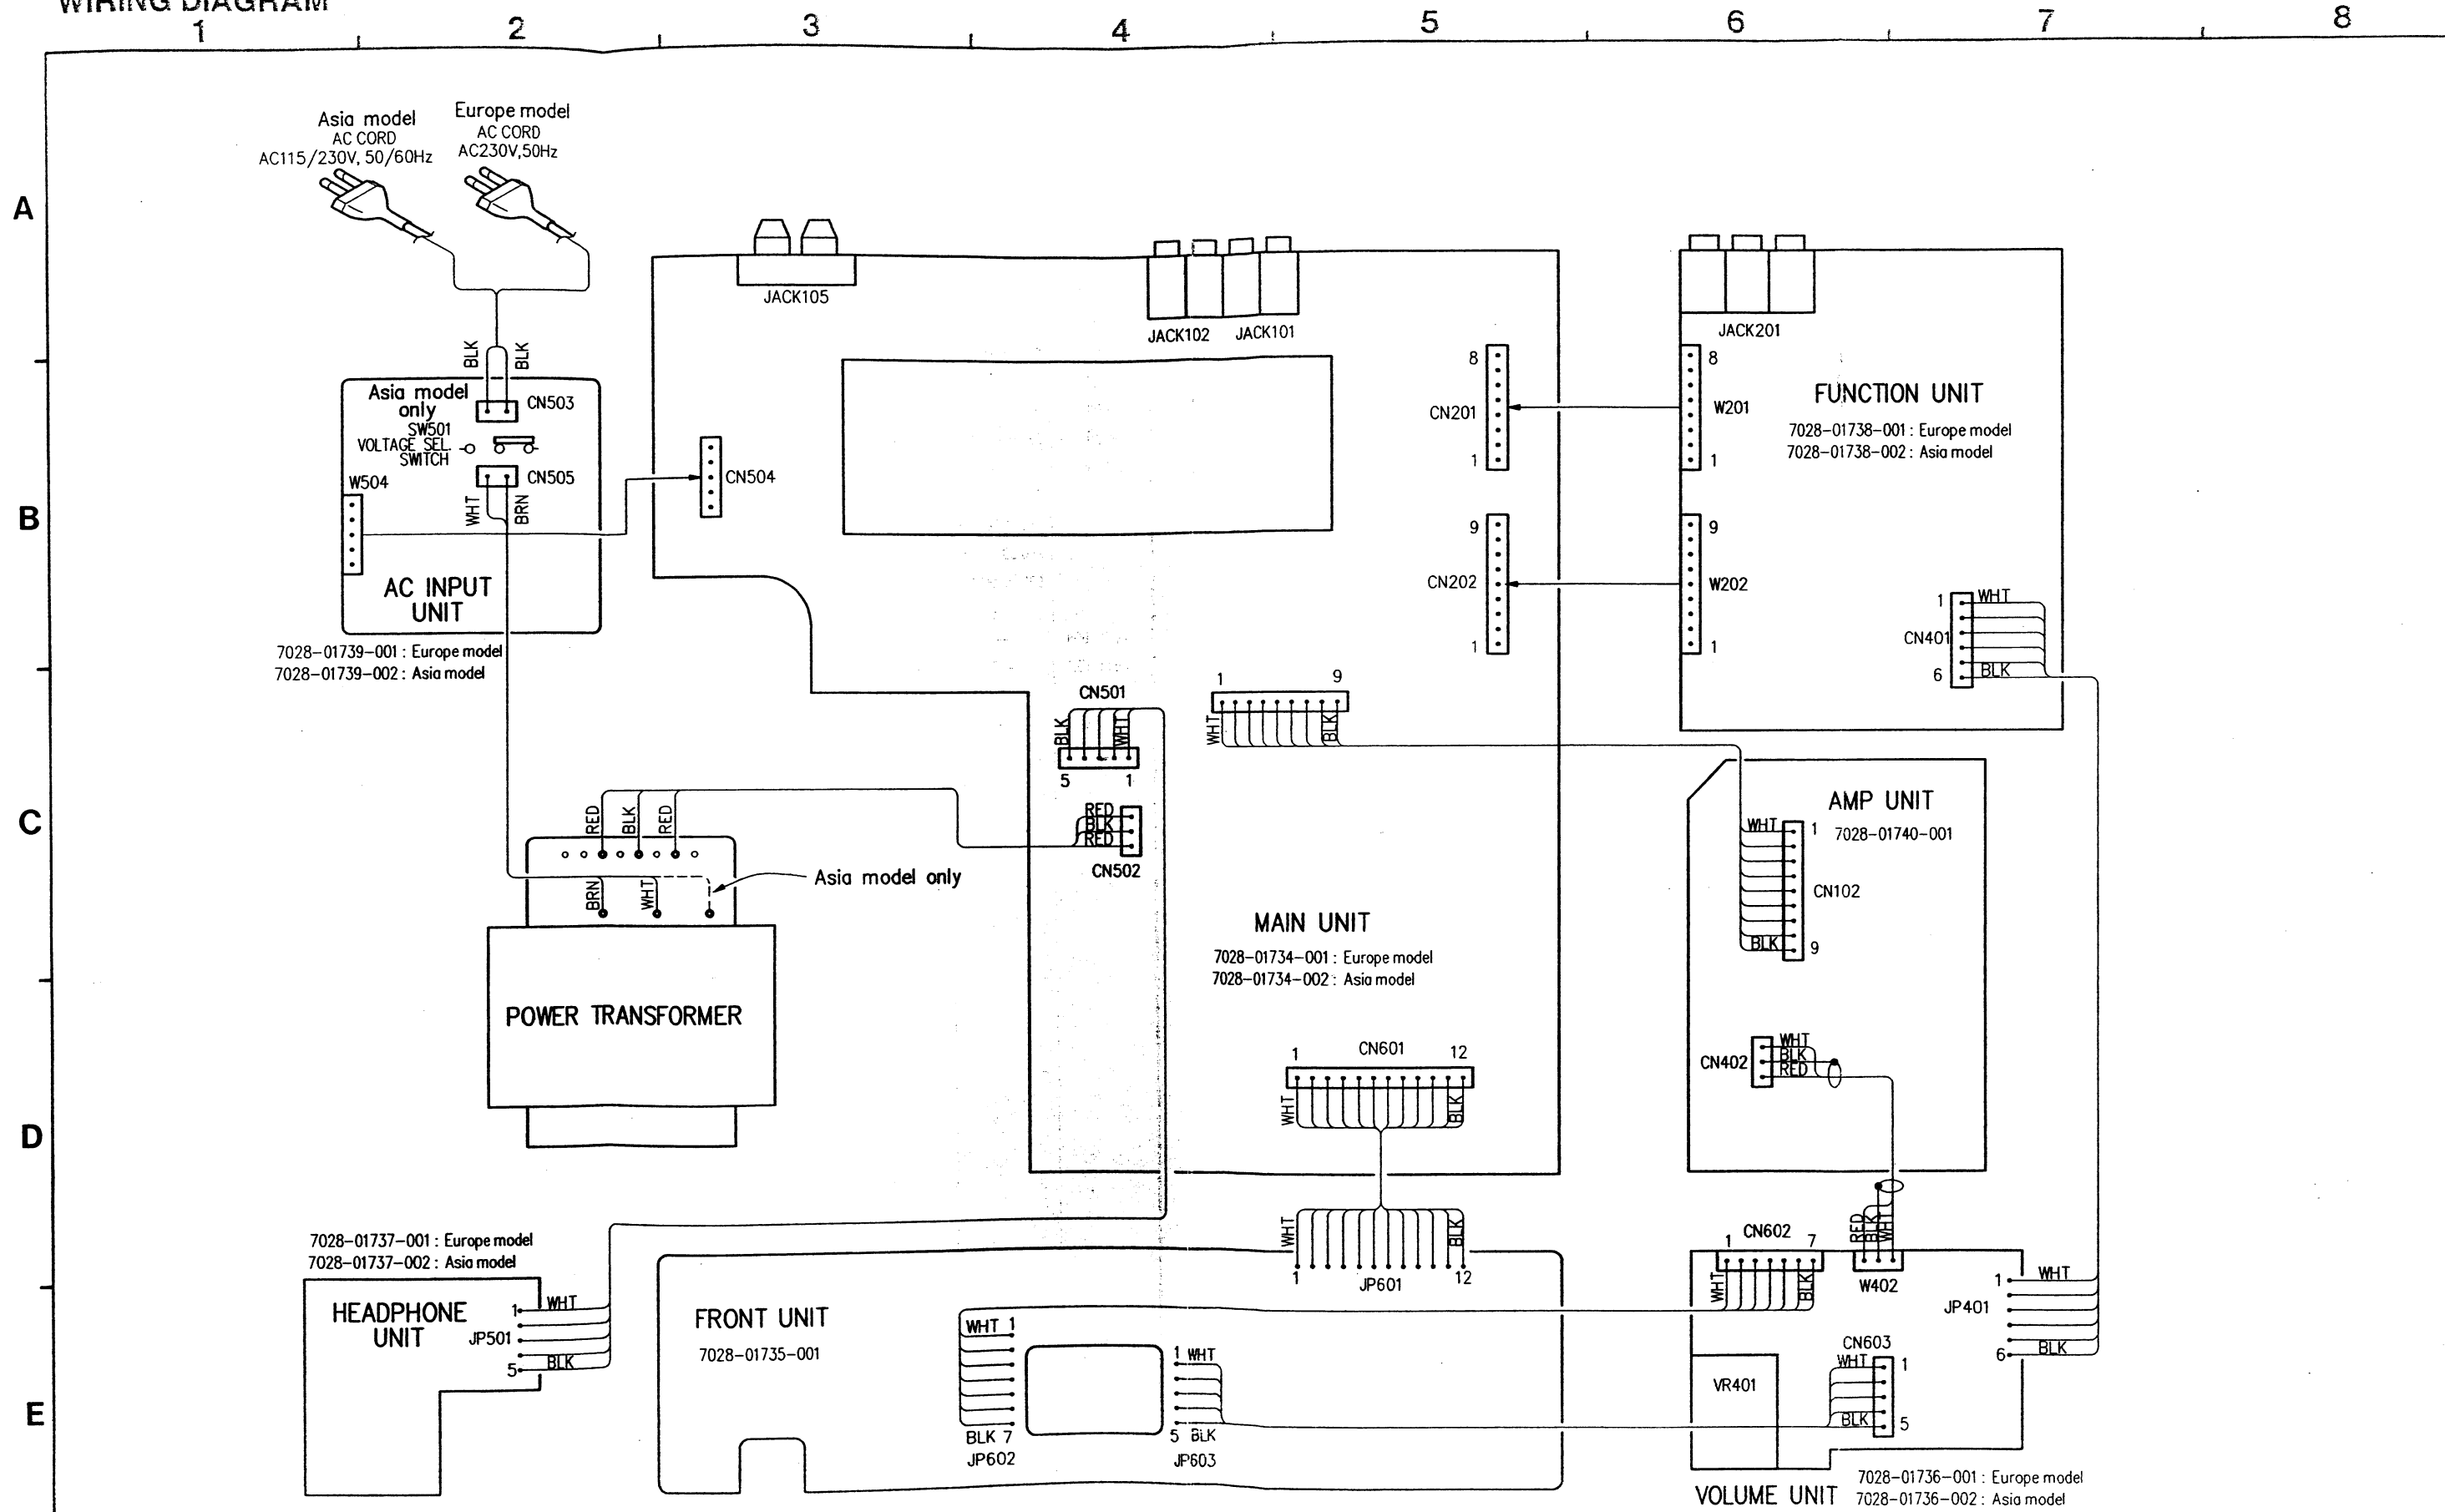 WIRING DIAGRAM
1 2 3 4 5 6 7 8
A
B
C
D
E
Asia model
AC CORD
AC115/230V, 50/60Hz
Europe model
AC CORD
AC230V,50Hz
BLK
BLK
Asia model
only
CN503
SW501
VOLTAGE SEL.
SWITCH
CN505
W504
WHT
BRN
AC INPUT
UNIT
7028-01739-001 : Europe model
7028-01739-002 : Asia model
JACK105
JACK102
JACK101
CN504
8
CN201
1
9
CN202
1
JACK201
8
W201
1
9
W202
1
FUNCTION UNIT
7028-01738-001 : Europe model
7028-01738-002 : Asia model
1
WHT
CN401
6
BLK
CN501
BLK
WHT
5
1
1
9
WHT
BLK
RED
BLK
RED
CN502
RED
BLK
RED
BRN
WHT
Asia model only
POWER TRANSFORMER
MAIN UNIT
7028-01734-001 : Europe model
7028-01734-002 : Asia model
AMP UNIT
7028-01740-001
WHT
1
CN102
BLK
9
CN402
WHT
BLK
RED
1
CN601
12
WHT
BLK
WHT
BLK
1
JP601
12
7028-01737-001 : Europe model
7028-01737-002 : Asia model
HEADPHONE
UNIT
1
WHT
JP501
5
BLK
FRONT UNIT
7028-01735-001
WHT 1
BLK 7
JP602
1 WHT
5 BLK
JP603
CN602
1
7
WHT
BLK
RED
BLK
WHT
W402
1
WHT
JP401
6
BLK
CN603
WHT
1
BLK
5
VR401
VOLUME UNIT
7028-01736-001 : Europe model
7028-01736-002 : Asia model